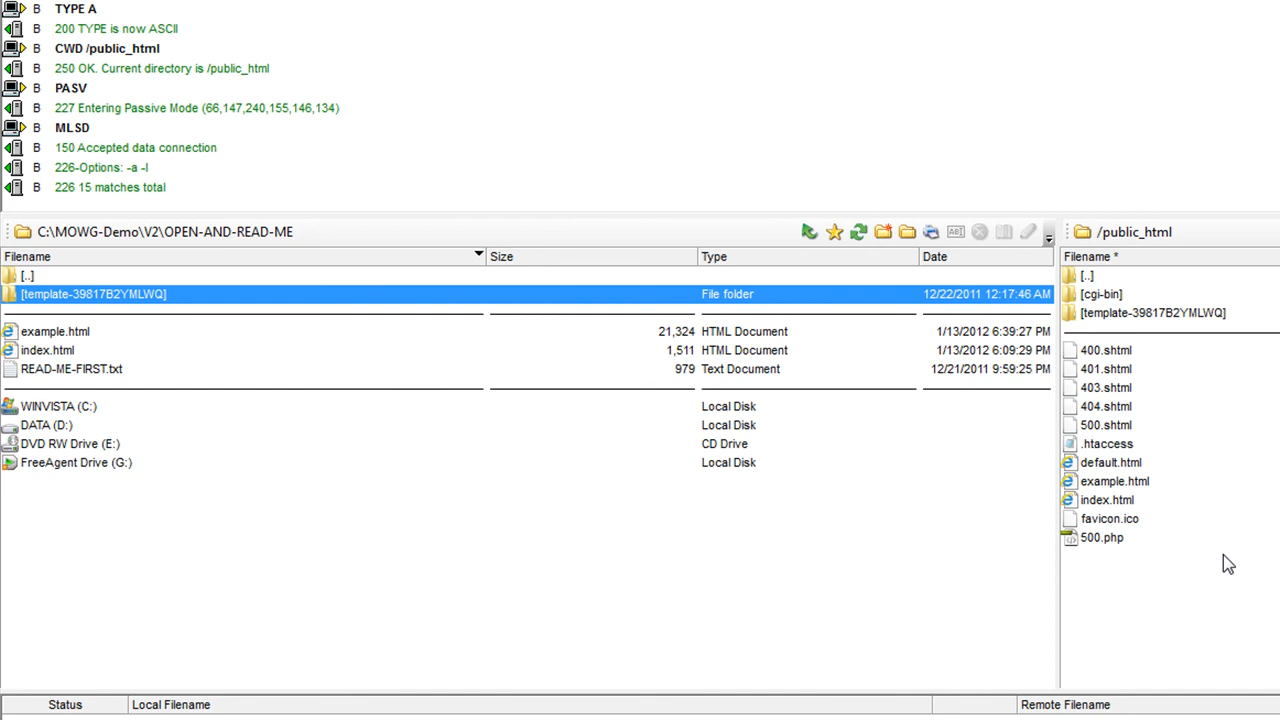 B TYPE A
B 200 TYPE is now ASCII
B CWD /public_html
B 250 OK. Current directory is /public_html
B PASV
B 227 Entering Passive Mode (66,147,240,155,146,134)
B MLSD
B 150 Accepted data connection
B 226-Options: -a -l
B 226 15 matches total
C:\MOWG-Demo\V2\OPEN-AND-READ-ME
Filename Size Type Date
[..]
[template-39817B2YMLWQ] File folder 12/22/2011 12:17:46 AM
example.html 21,324 HTML Document 1/13/2012 6:39:27 PM
index.html 1,511 HTML Document 1/13/2012 6:09:29 PM
READ-ME-FIRST.txt 979 Text Document 12/21/2011 9:59:25 PM
WINVISTA (C:) Local Disk
DATA (D:) Local Disk
DVD RW Drive (E:) CD Drive
FreeAgent Drive (G:) Local Disk
/public_html
Filename *
[..]
[cgi-bin]
[template-39817B2YMLWQ]
400.shtml
401.shtml
403.shtml
404.shtml
500.shtml
.htaccess
default.html
example.html
index.html
favicon.ico
500.php
Status Local Filename Remote Filename